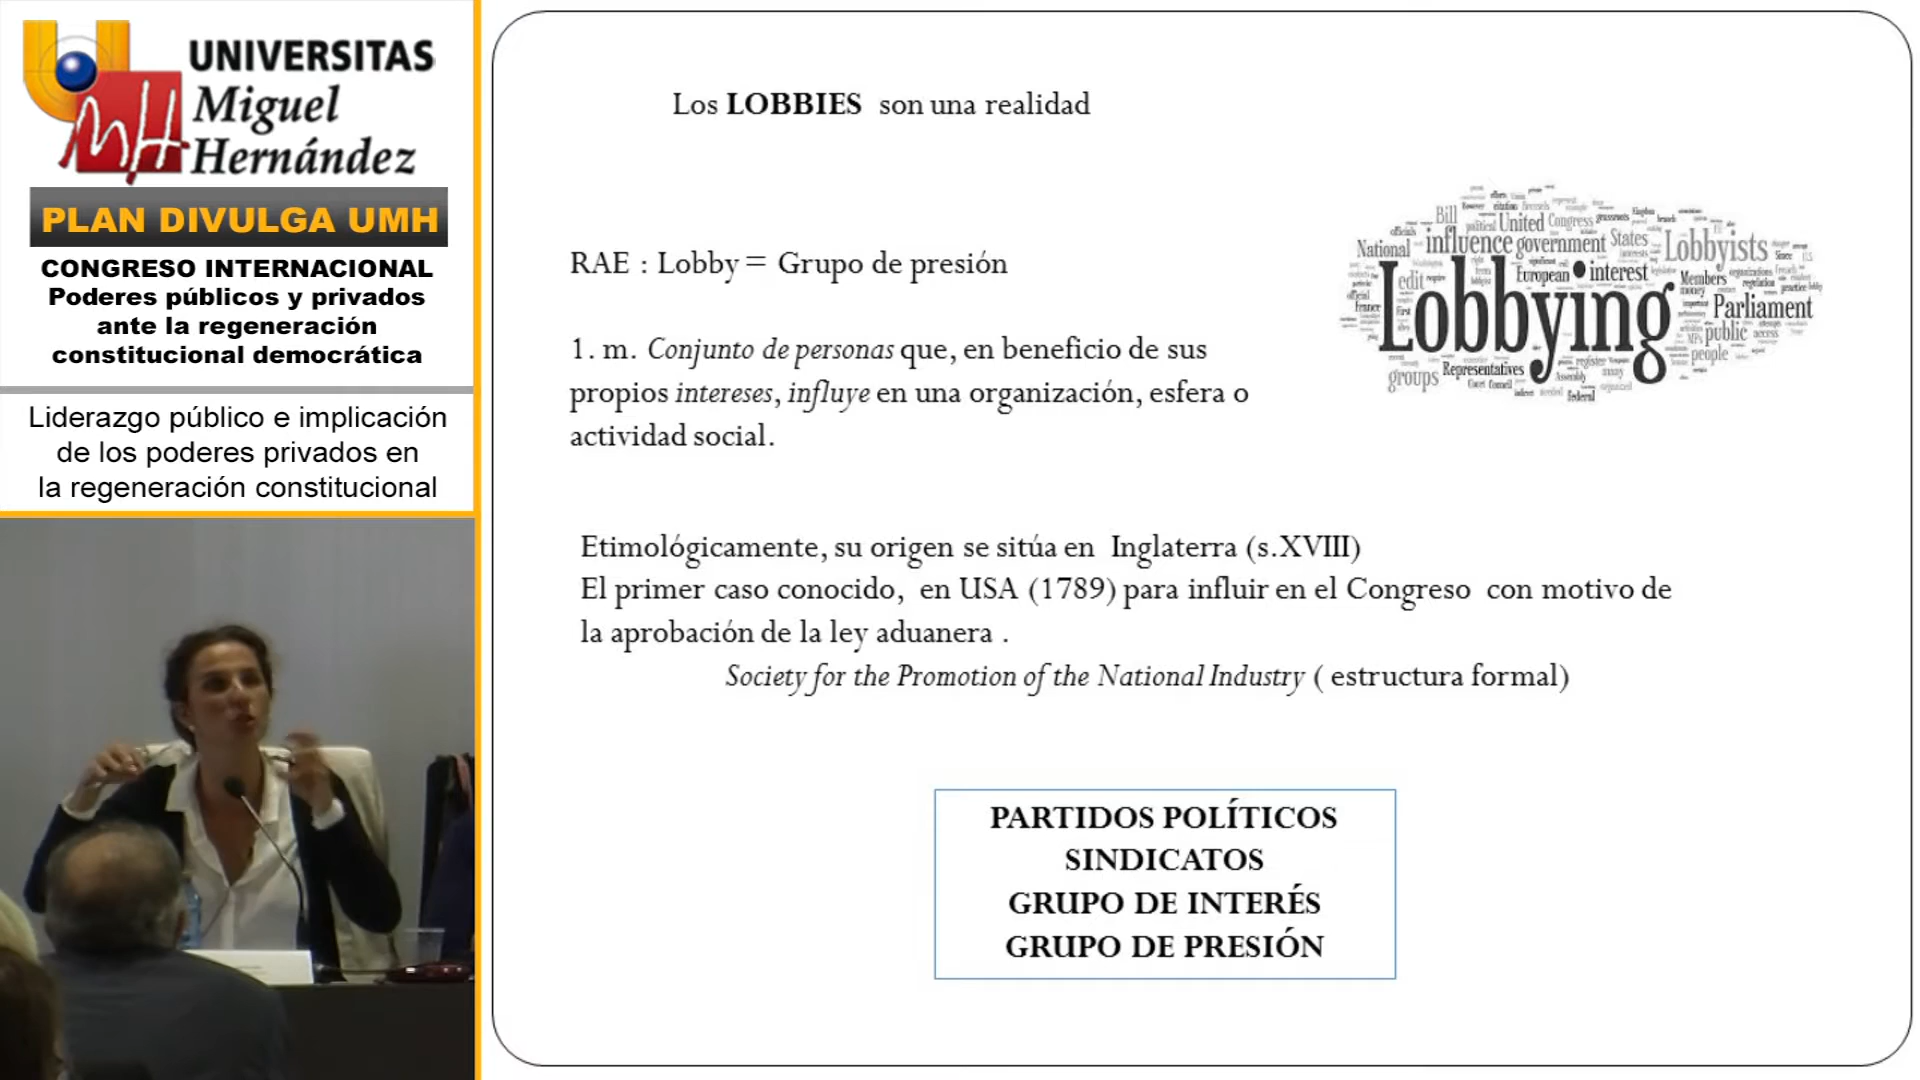 UNIVERSITAS
Miguel
Hernández
PLAN DIVULGA UMH
CONGRESO INTERNACIONAL
Poderes públicos y privados
ante la regeneración
constitucional democrática
Liderazgo público e implicación
de los poderes privados en
la regeneración constitucional
Los LOBBIES son una realidad
RAE : Lobby = Grupo de presión
1. m. Conjunto de personas que, en beneficio de sus
propios intereses, influye en una organización, esfera o
actividad social.
Bill
political United Congress grassroots
National influence government States Lobbyists
edit European interest Members
money
Lobbying Parliament
public access
people
groups Representatives
Federal
Etimológicamente, su origen se sitúa en Inglaterra (s.XVIII)
El primer caso conocido, en USA (1789) para influir en el Congreso con motivo de
la aprobación de la ley aduanera .
Society for the Promotion of the National Industry ( estructura formal)
PARTIDOS POLÍTICOS
SINDICATOS
GRUPO DE INTERÉS
GRUPO DE PRESIÓN